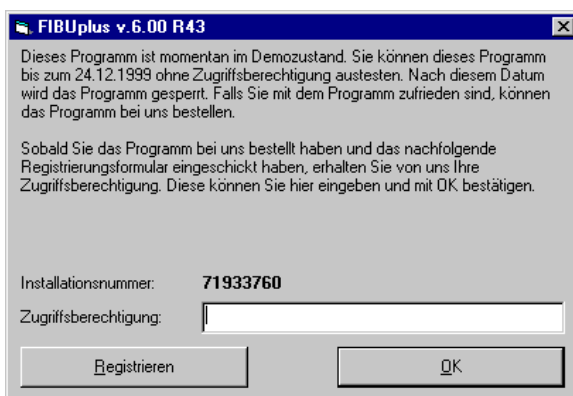 FIBUplus v.6.00 R43
Dieses Programm ist momentan im Demozustand. Sie können dieses Programm
bis zum 24.12.1999 ohne Zugriffsberechtigung austesten. Nach diesem Datum
wird das Programm gesperrt. Falls Sie mit dem Programm zufrieden sind, können
das Programm bei uns bestellen.
Sobald Sie das Programm bei uns bestellt haben und das nachfolgende
Registrierungsformular eingeschickt haben, erhalten Sie von uns Ihre
Zugriffsberechtigung. Diese können Sie hier eingeben und mit OK bestätigen.
Installationsnummer: 71933760
Zugriffsberechtigung:
Registrieren OK